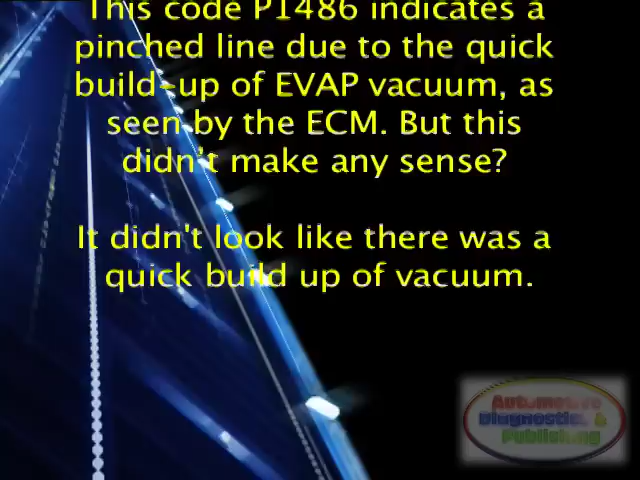 This code P1486 indicates a
pinched line due to the quick
build-up of EVAP vacuum, as
seen by the ECM. But this
didn't make any sense?
It didn't look like there was a
quick build up of vacuum.
Automotive
Diagnostic, &
Publishing